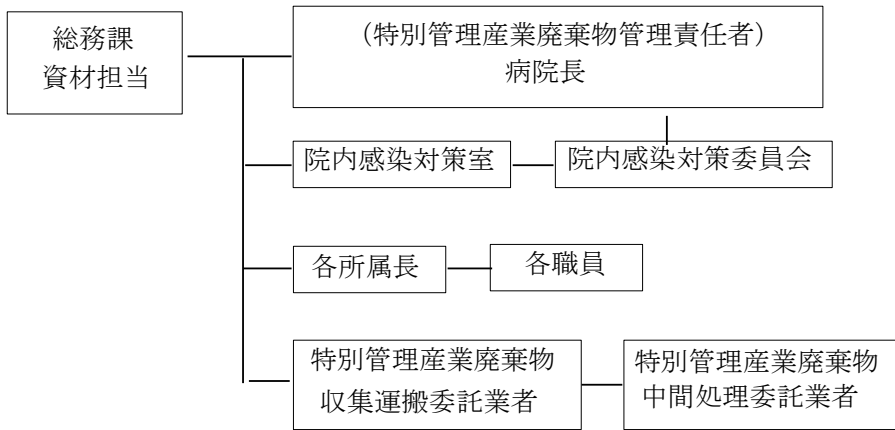 総務課
資材担当
（特別管理産業廃棄物管理責任者）
病院長
院内感染対策室
院内感染対策委員会
各所属長
各職員
特別管理産業廃棄物
収集運搬委託業者
特別管理産業廃棄物
中間処理委託業者